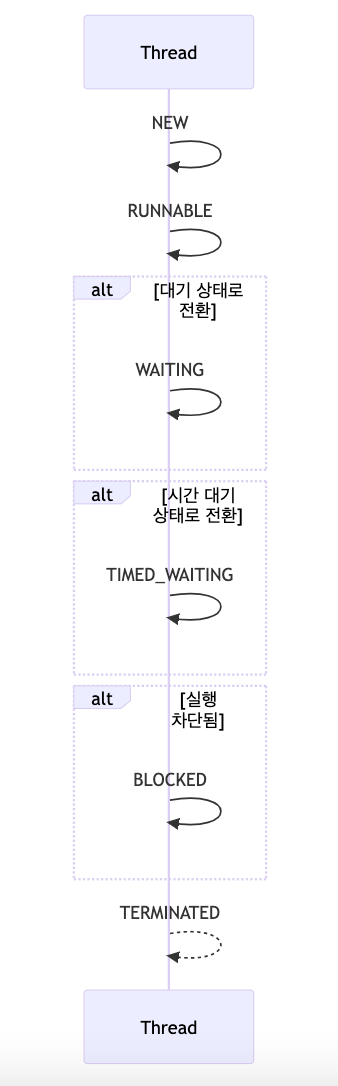 Thread
NEW
RUNNABLE
alt
[대기 상태로
전환]
WAITING
alt
[시간 대기
상태로 전환]
TIMED_WAITING
alt
[실행
차단됨]
BLOCKED
TERMINATED
Thread